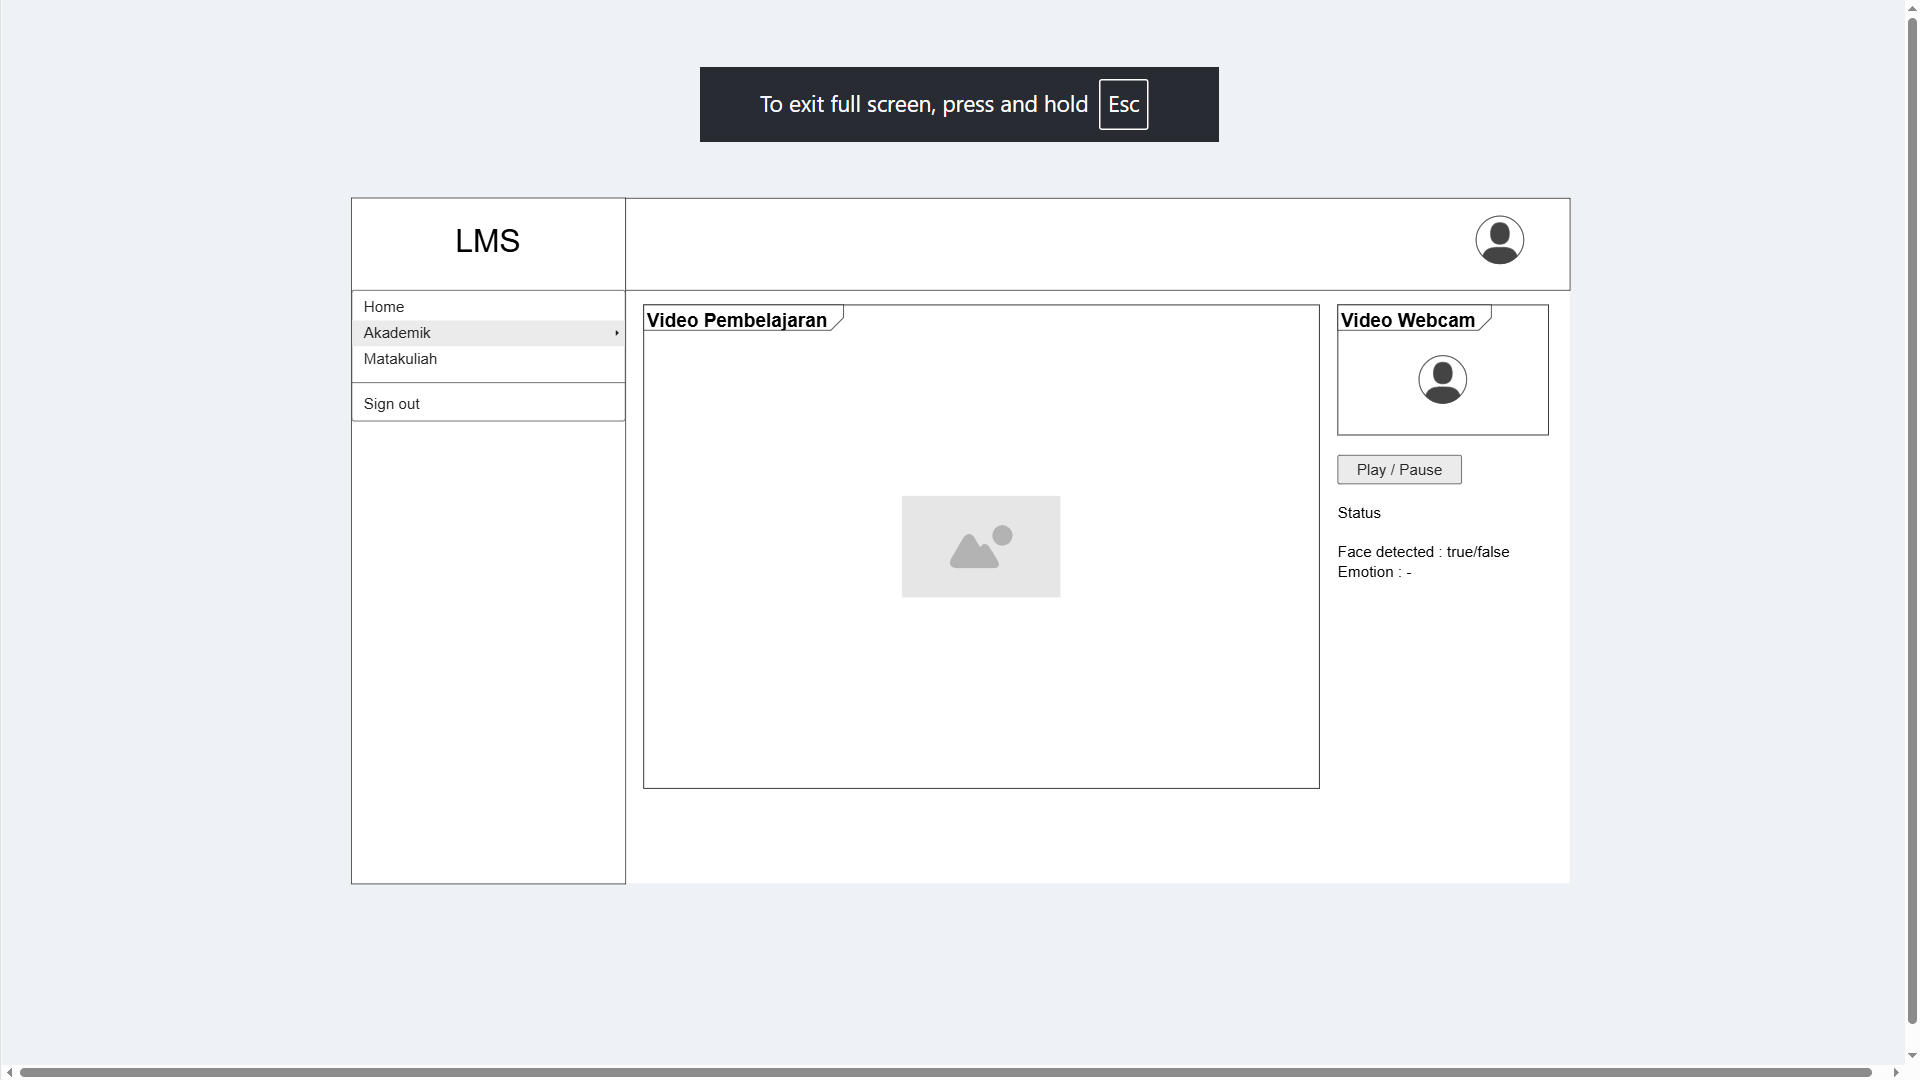 To exit full screen, press and hold Esc
LMS
Home
Akademik
Matakuliah
Sign out
Video Pembelajaran
Video Webcam
Play / Pause
Status
Face detected : true/false
Emotion : -